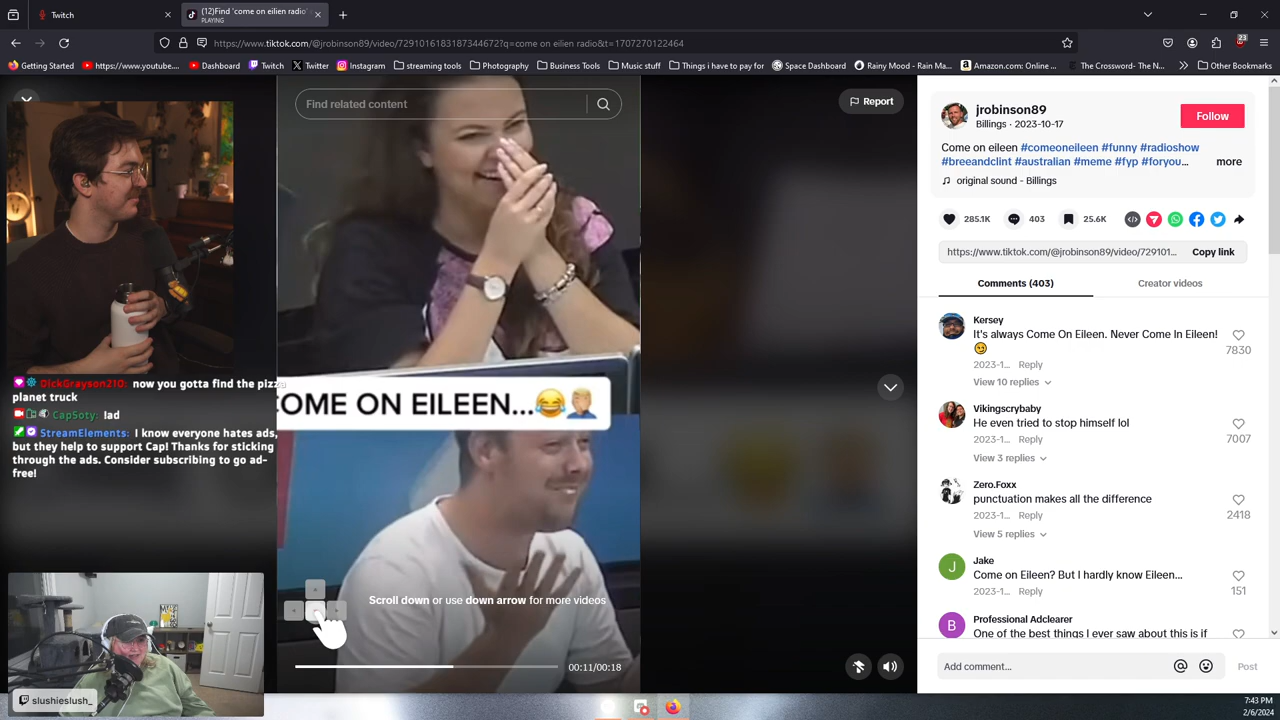 Twitch
(12)Find 'come on eilen radio'
PLAYING
https://www.tiktok.com/@jrobinson89/video/7291016183187344672?q=come on eilien radio&t=1707270122464
23
Getting Started
https://www.youtube....
Dashboard
Twitch
Twitter
Instagram
streaming tools
Photography
Business Tools
Music stuff
Things i have to pay for
Space Dashboard
Rainy Mood - Rain Ma...
Amazon.com: Online ...
The Crossword- The N...
Other Bookmarks
Find related content
Report
DickGrayson210: now you gotta find the pizza
planet truck
Cap5oty: !ad
StreamElements: I know everyone hates ads,
but they help to support Cap! Thanks for sticking
through the ads. Consider subscribing to go ad-
free!
COME ON EILEEN...😂🤦
Scroll down or use down arrow for more videos
00:11/00:18
slushieslush_
jrobinson89
Billings · 2023-10-17
Follow
Come on eileen #comeoneileen #funny #radioshow
#breeandclint #australian #meme #fyp #foryou...
more
original sound - Billings
285.1K
403
25.6K
https://www.tiktok.com/@jrobinson89/video/729101...
Copy link
Comments (403)
Creator videos
Kersey
It's always Come On Eileen. Never Come In Eileen!
😉
7830
2023-1... Reply
View 10 replies
Vikingscrybaby
He even tried to stop himself lol
7007
2023-1... Reply
View 3 replies
Zero.Foxx
punctuation makes all the difference
2418
2023-1... Reply
View 5 replies
J
Jake
Come on Eileen? But I hardly know Eileen...
151
2023-1... Reply
B
Professional Adclearer
One of the best things I ever saw about this is if
Add comment...
Post
7:43 PM
2/6/2024